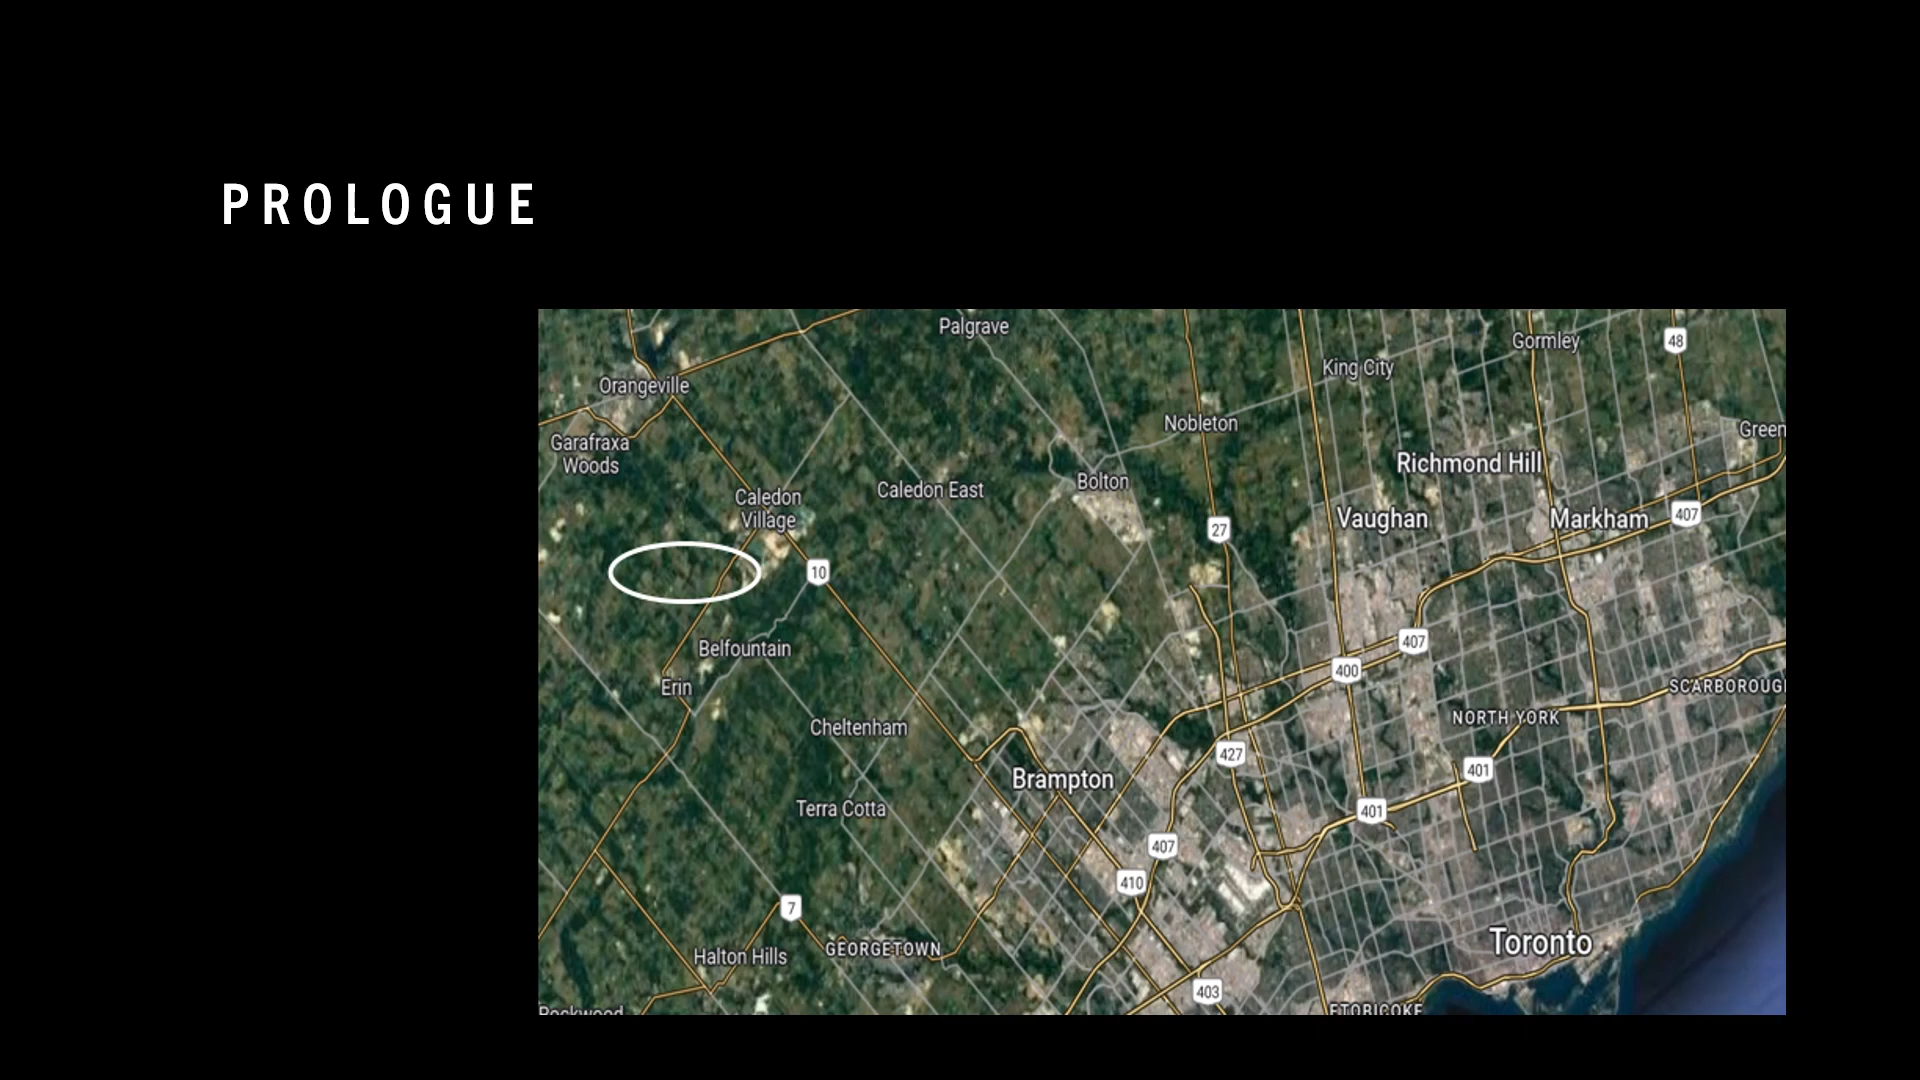 PROLOGUE
Palgrave
48
Gormley
King City
Orangeville
Nobleton
Green
Garafraxa
Woods
Richmond Hill
Bolton
Caledon East
Caledon
Village
407
Vaughan
Markham
27
10
407
Belfountain
400
Erin
SCARBOROUGH
NORTH YORK
Cheltenham
427
401
Brampton
Terra Cotta
401
407
410
7
Toronto
GEORGETOWN
Halton Hills
403
ETOBICOKE
Rockwood